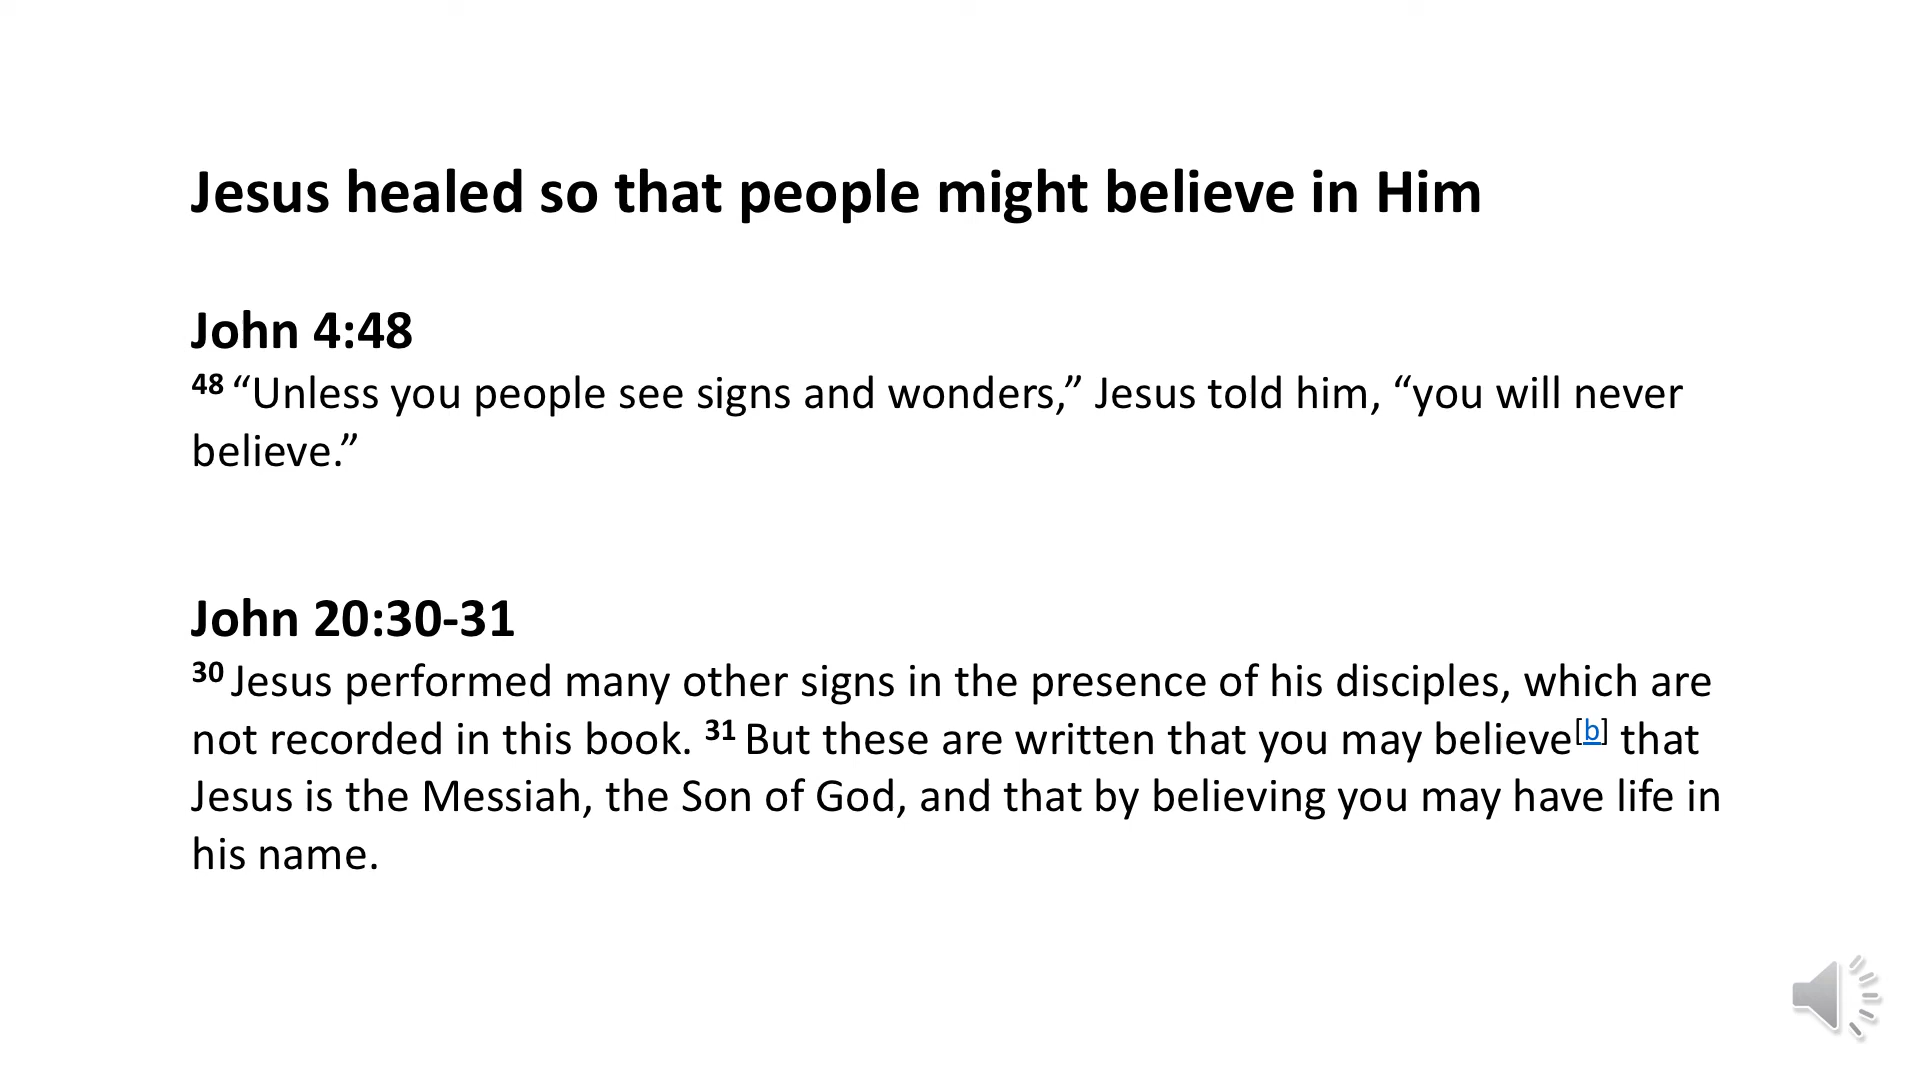 Jesus healed so that people might believe in Him
John 4:48
48 “Unless you people see signs and wonders,” Jesus told him, “you will never
believe.”
John 20:30-31
30 Jesus performed many other signs in the presence of his disciples, which are
not recorded in this book. 31 But these are written that you may believe[b] that
Jesus is the Messiah, the Son of God, and that by believing you may have life in
his name.